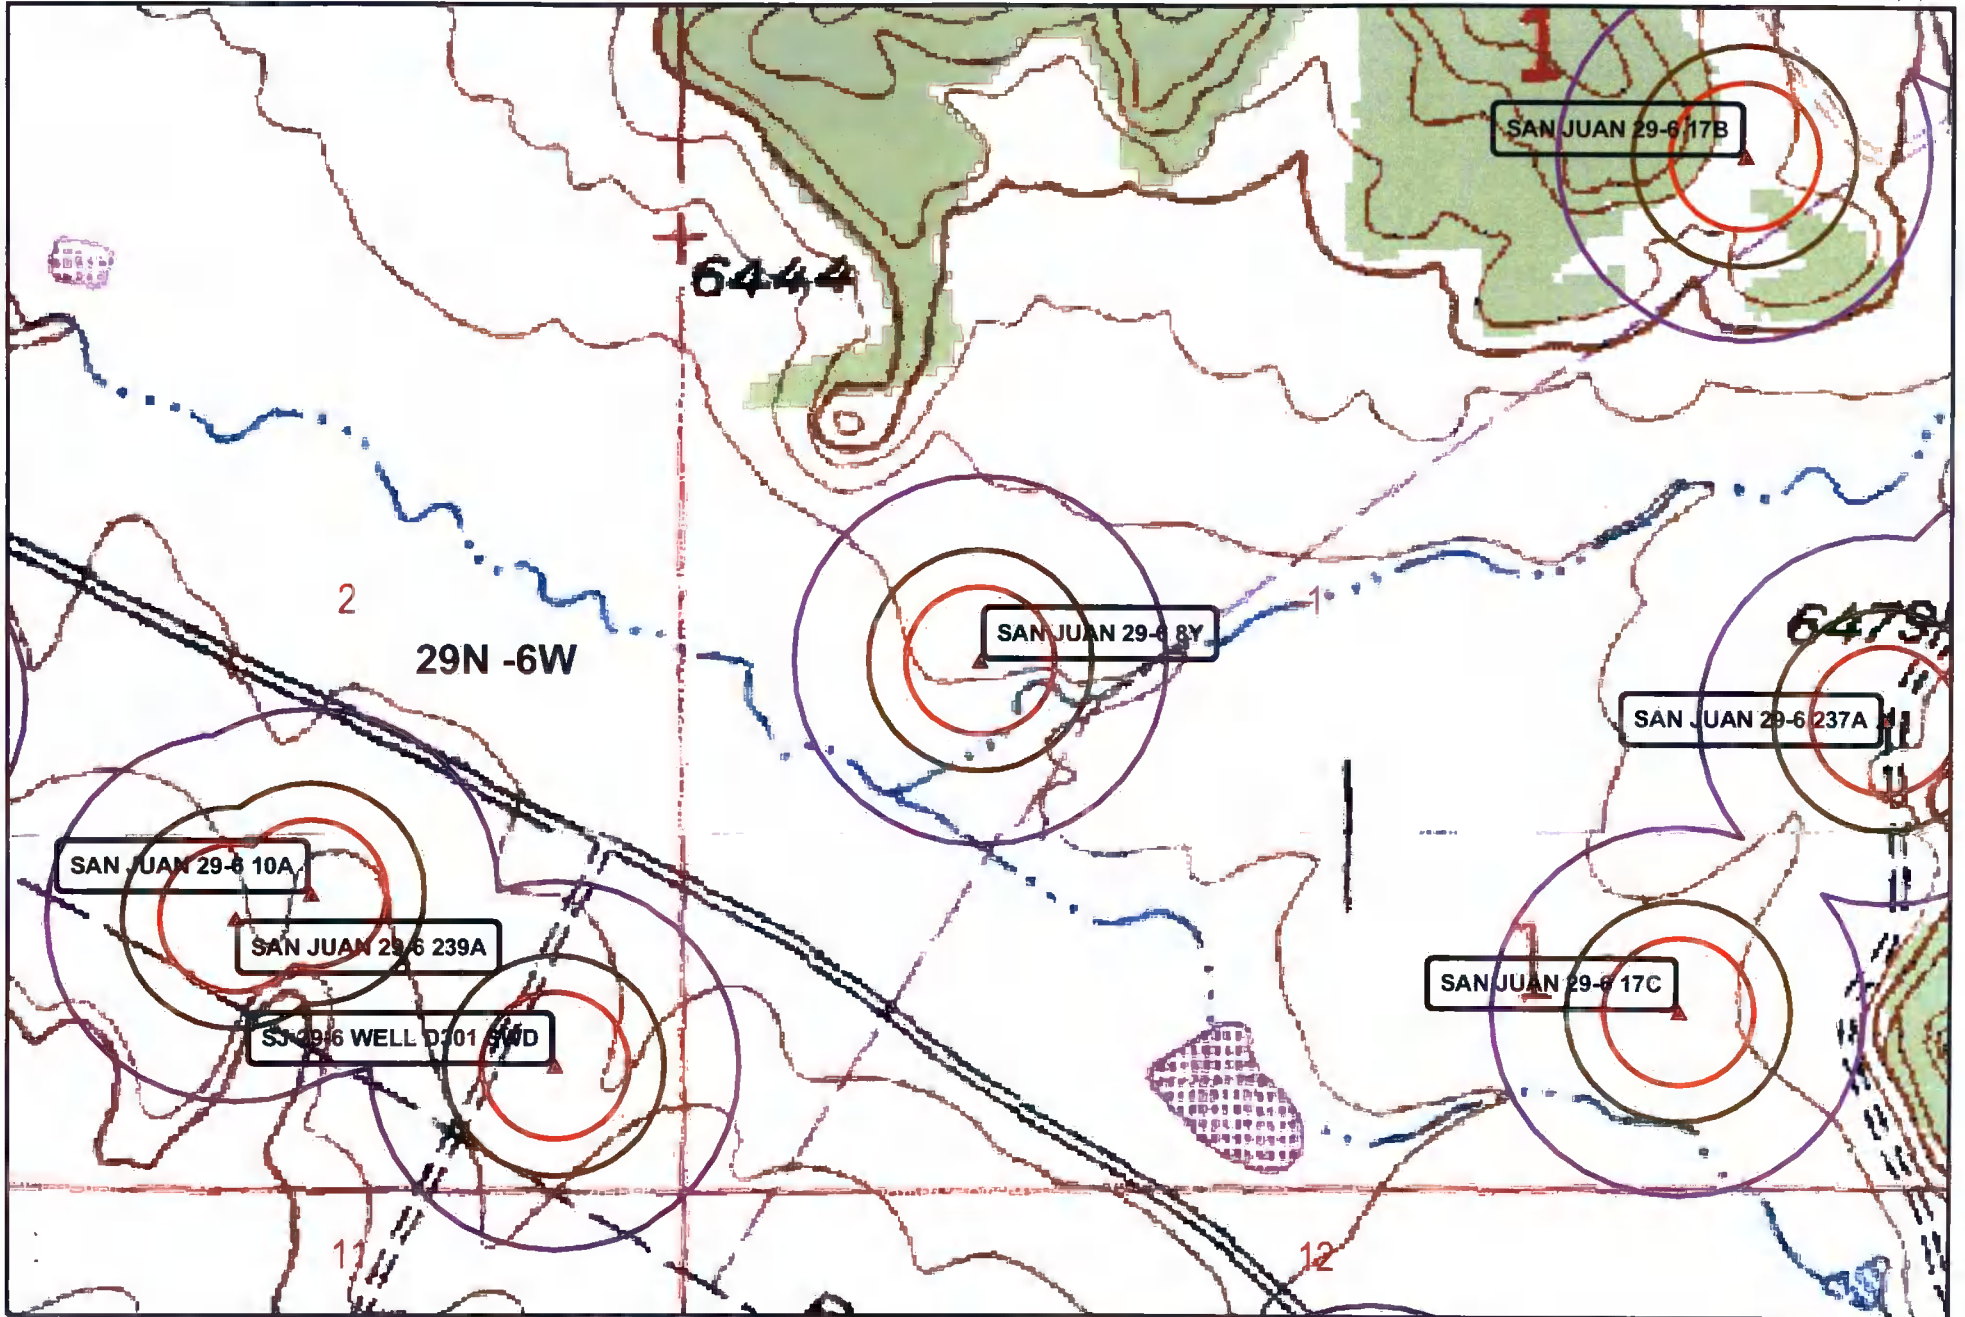 1
SAN JUAN 29-6 17B
6444
2
1
SAN JUAN 29-6 8Y
29N -6W
SAN JUAN 29-6 237A
SAN JUAN 29-6 10A
SAN JUAN 29-6 239A
SAN JUAN 29-6 17C
1
SJ 29-6 WELL D301 SWD
11
12